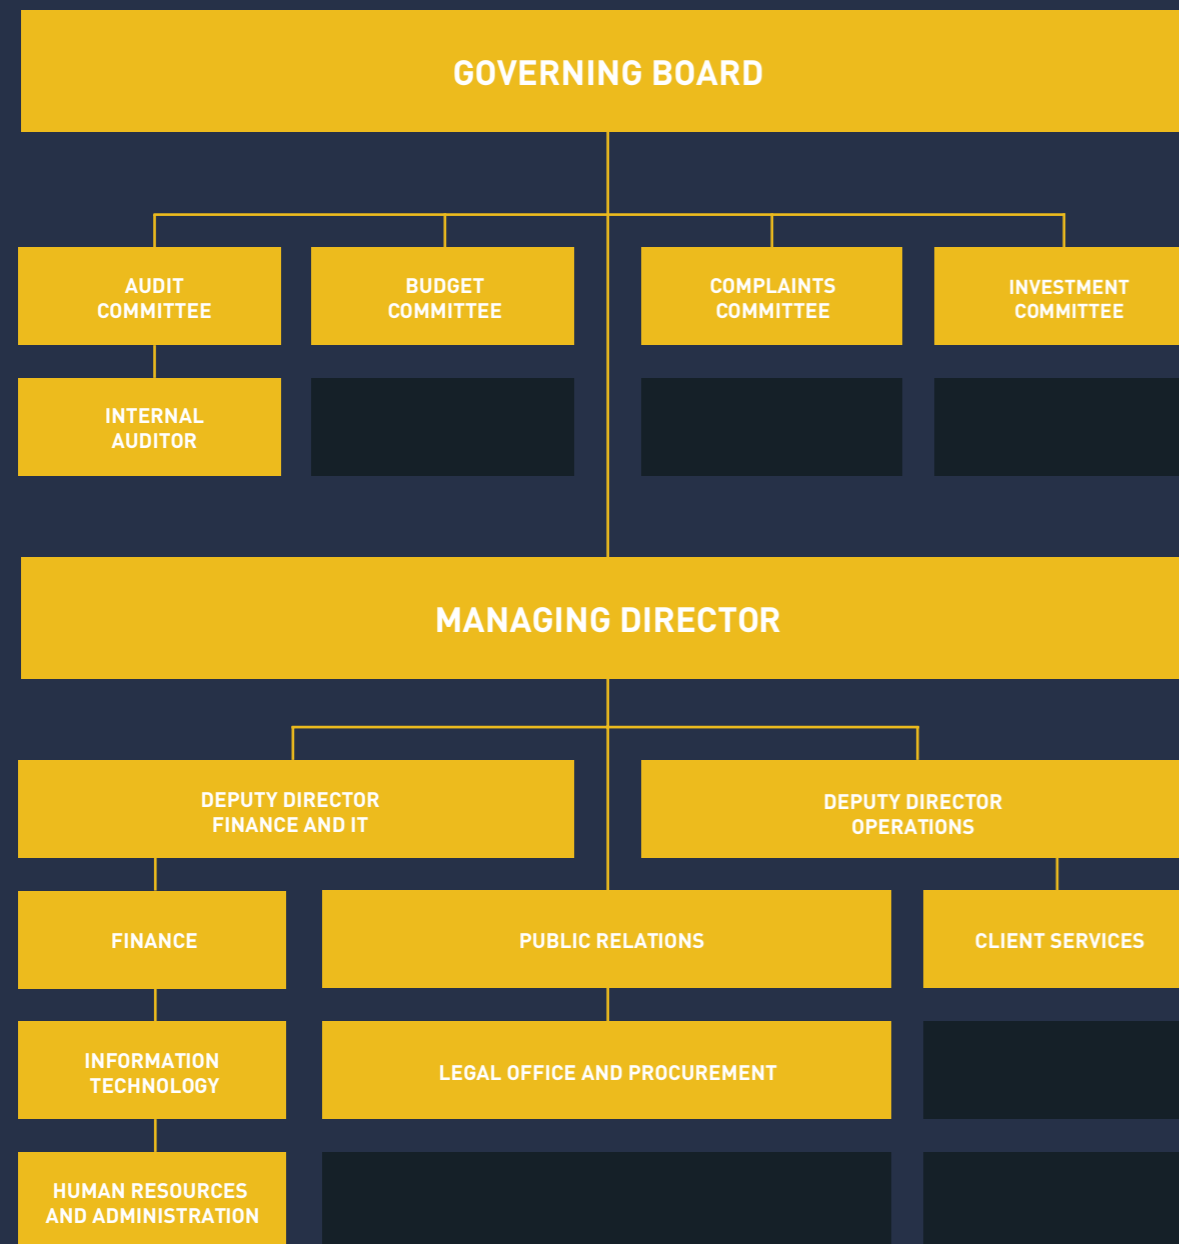 GOVERNING BOARD
AUDIT
COMMITTEE
BUDGET
COMMITTEE
COMPLAINTS
COMMITTEE
INVESTMENT
COMMITTEE
INTERNAL
AUDITOR
MANAGING DIRECTOR
DEPUTY DIRECTOR
FINANCE AND IT
DEPUTY DIRECTOR
OPERATIONS
FINANCE
PUBLIC RELATIONS
CLIENT SERVICES
INFORMATION
TECHNOLOGY
LEGAL OFFICE AND PROCUREMENT
HUMAN RESOURCES
AND ADMINISTRATION